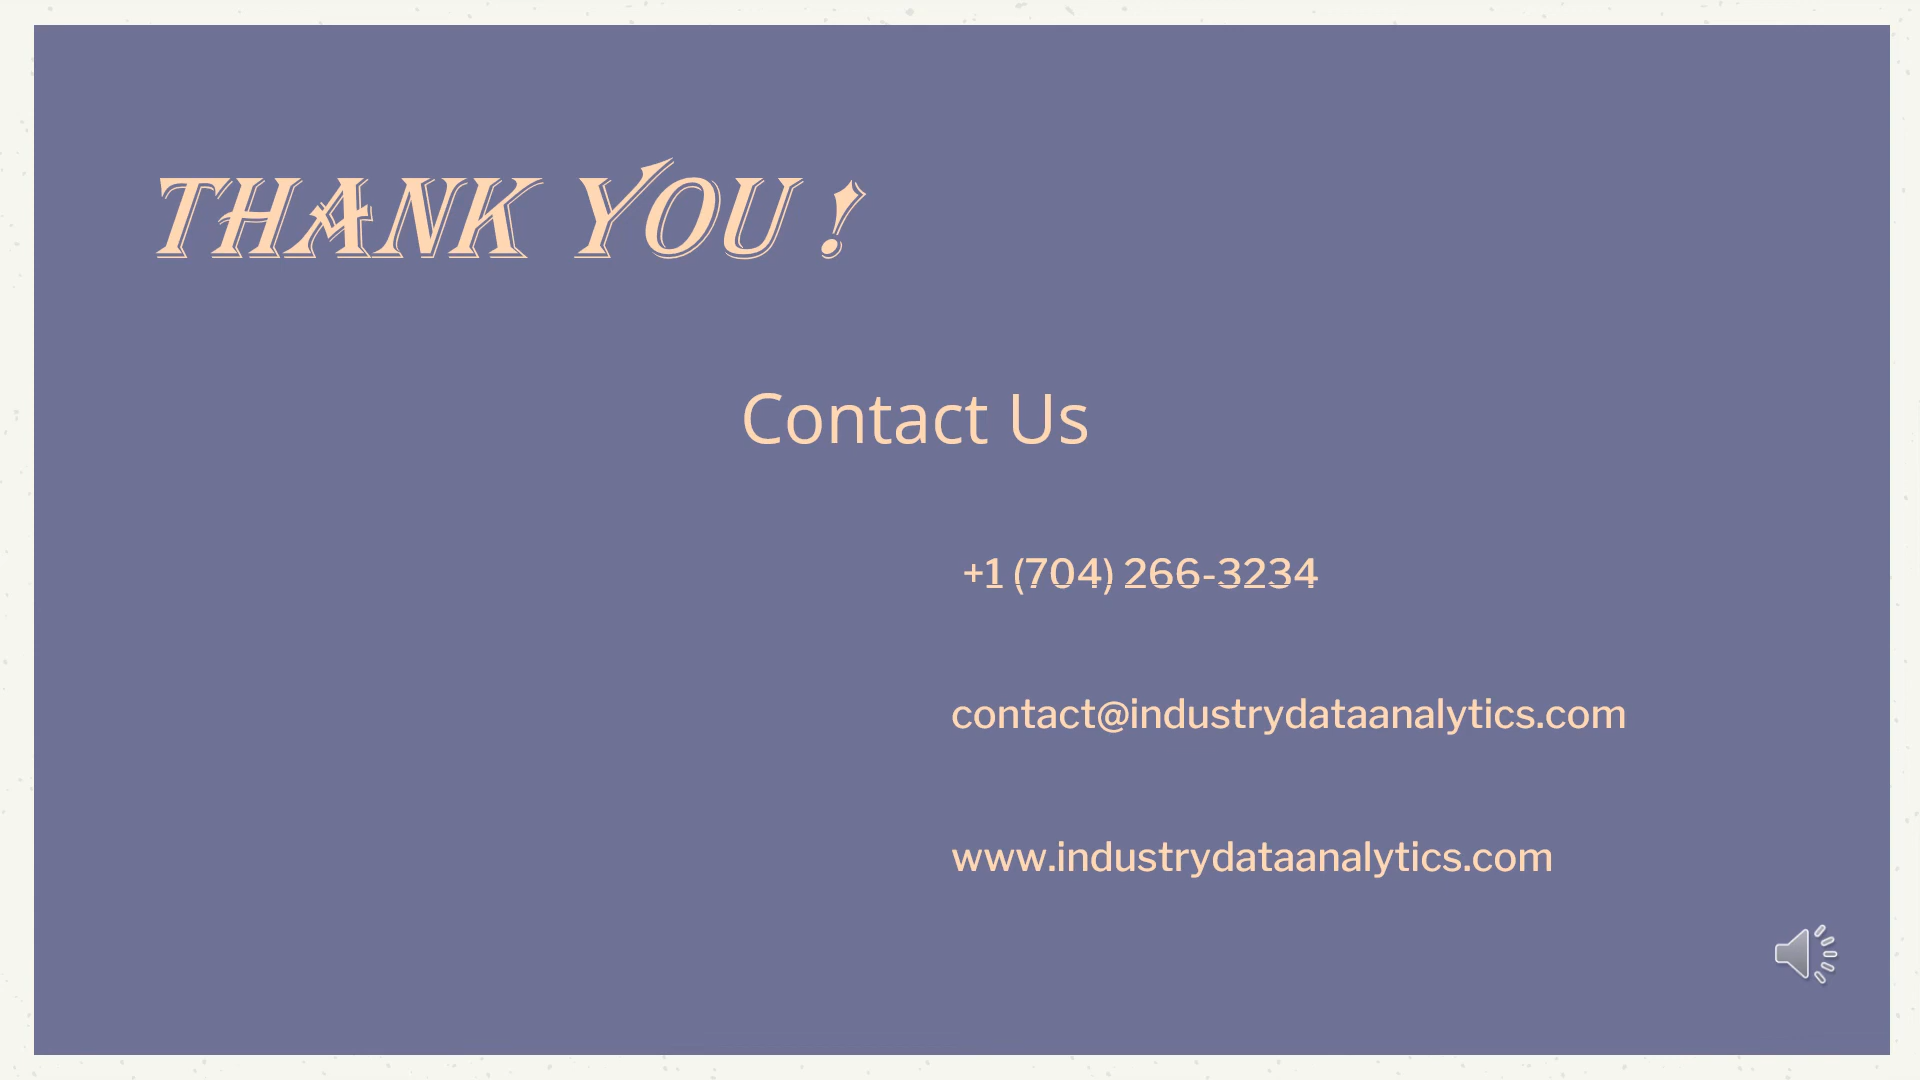 THANK YOU !
Contact Us
+1 (704) 266-3234
contact@industrydataanalytics.com
www.industrydataanalytics.com